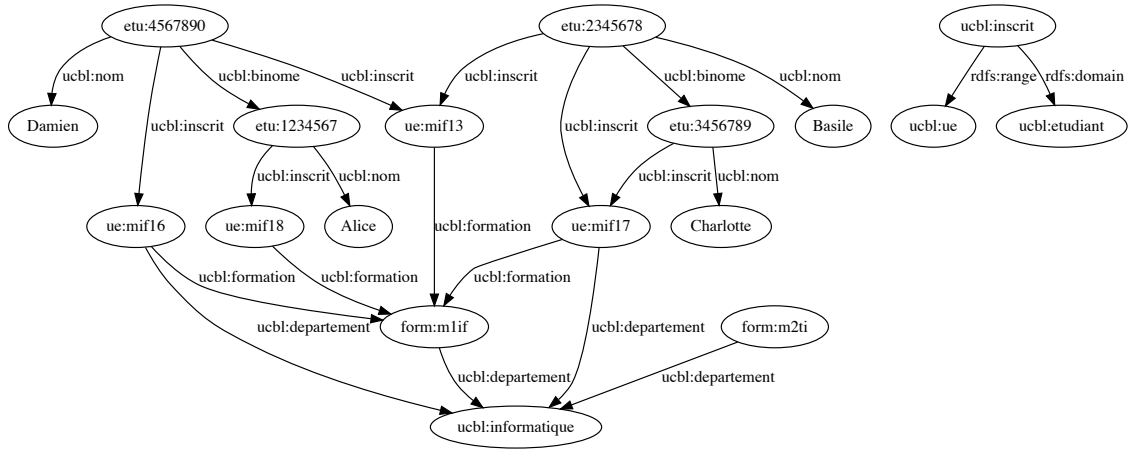 etu:4567890
etu:2345678
ucbl:inscrit
ucbl:nom
ucbl:binome
ucbl:inscrit
ucbl:inscrit
ucbl:binome
ucbl:nom
rdfs:range
rdfs:domain
Damien
ucbl:inscrit
etu:1234567
ue:mif13
ucbl:inscrit
etu:3456789
Basile
ucbl:ue
ucbl:etudiant
ucbl:inscrit
ucbl:nom
ucbl:inscrit
ucbl:nom
ue:mif16
ue:mif18
Alice
ucbl:formation
ue:mif17
Charlotte
ucbl:formation
ucbl:formation
ucbl:formation
ucbl:departement
form:m1if
ucbl:departement
form:m2ti
ucbl:departement
ucbl:departement
ucbl:informatique